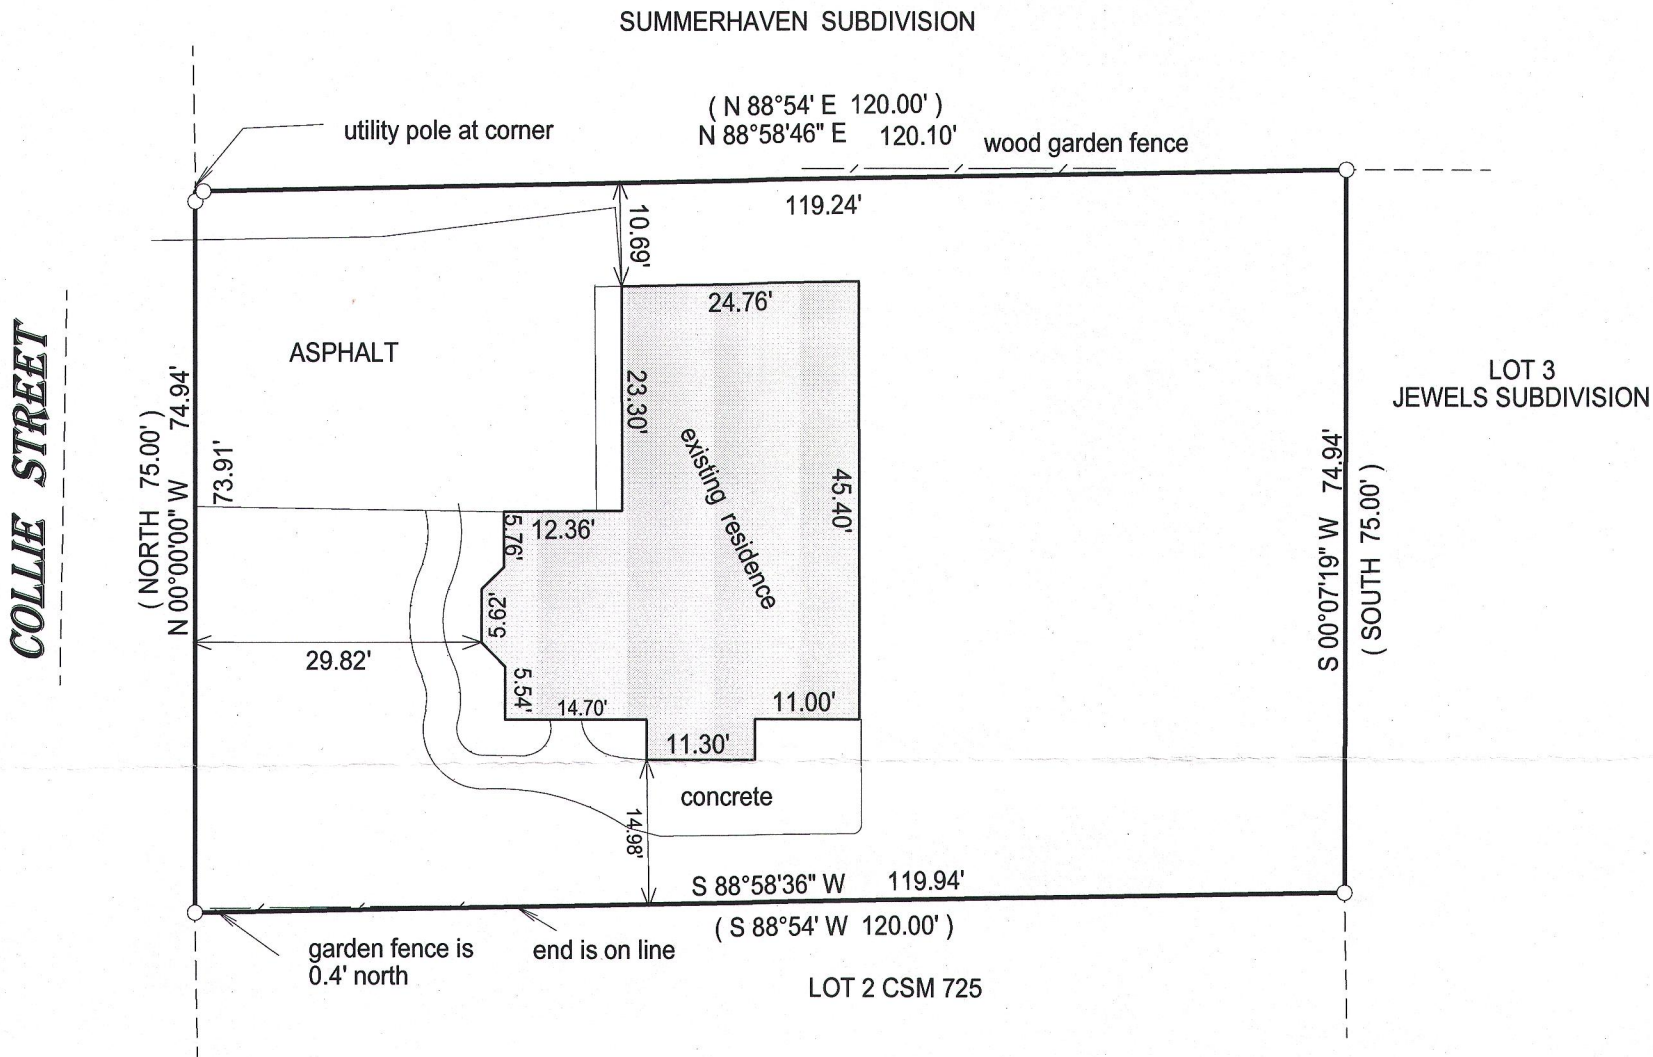 SUMMERHAVEN SUBDIVISION
( N 88°54' E 120.00' )
N 88°58'46" E 120.10'
utility pole at corner
wood garden fence
119.24'
10.69'
24.76'
ASPHALT
23.30'
existing residence
45.40'
COLLIE STREET
( NORTH 75.00' )
N 00°00'00" W 74.94'
73.91'
LOT 3
JEWELS SUBDIVISION
S 00°07'19" W 74.94'
( SOUTH 75.00' )
12.36'
5.76'
5.62'
29.82'
5.54'
14.70'
11.00'
11.30'
concrete
14.98'
S 88°58'36" W 119.94'
( S 88°54' W 120.00' )
garden fence is
0.4' north
end is on line
LOT 2 CSM 725